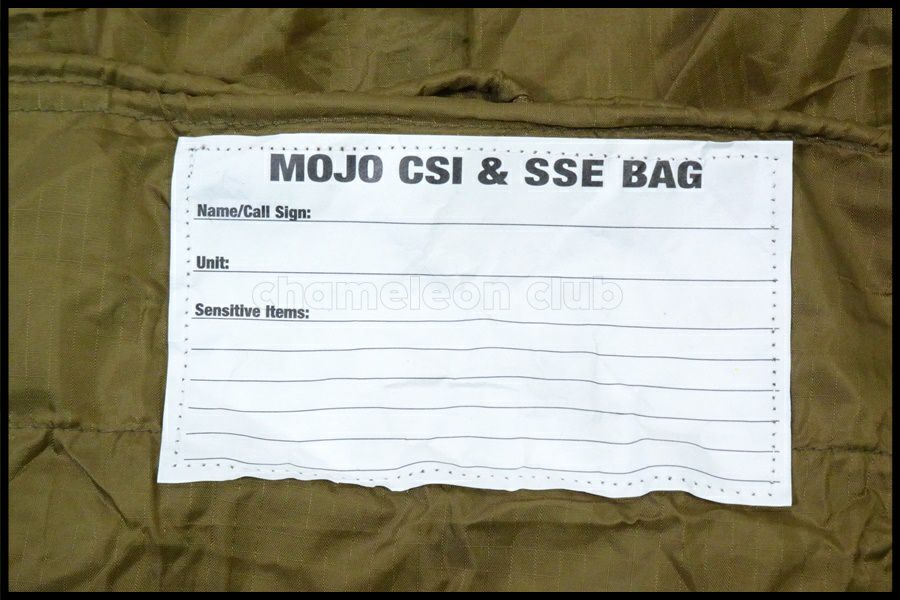 MOJO CSI & SSE BAG
Name/Call Sign:
Unit:
chameleon club
Sensitive Items: